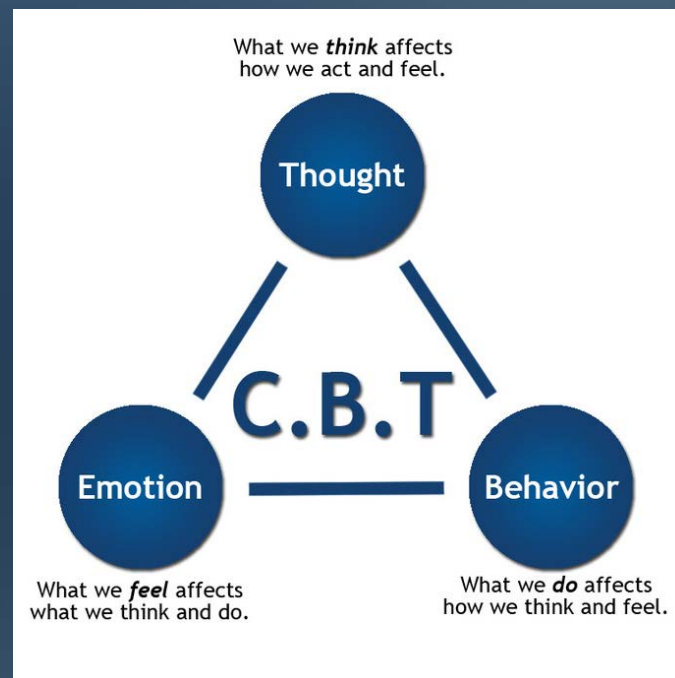 What we think affects
how we act and feel.
Thought
C.B.T
Emotion
Behavior
What we feel affects
what we think and do.
What we do affects
how we think and feel.